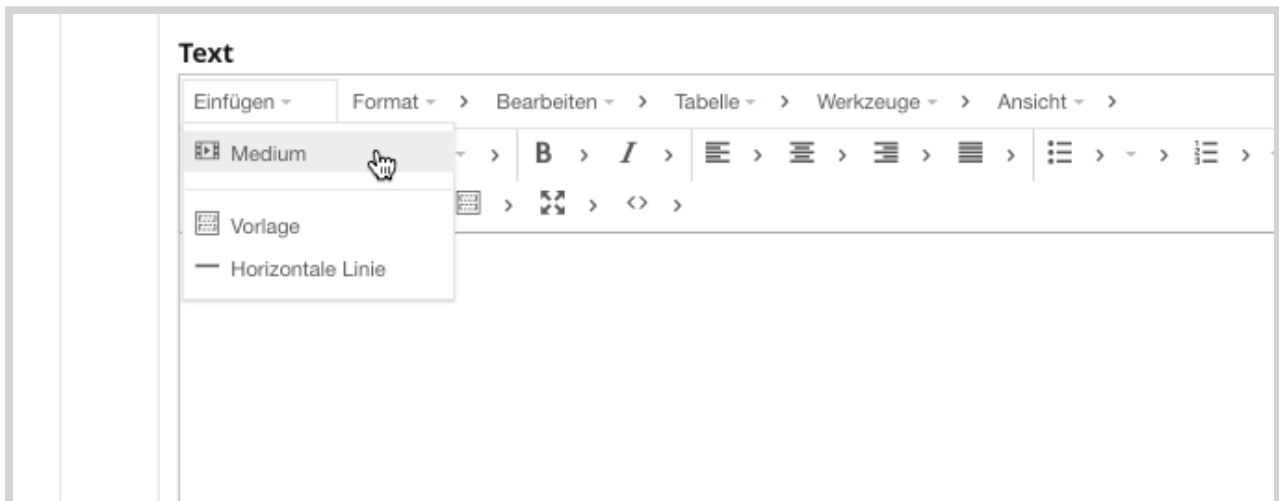 Text
Einfügen Format > Bearbeiten > Tabelle > Werkzeuge > Ansicht >
Medium
Vorlage
Horizontale Linie